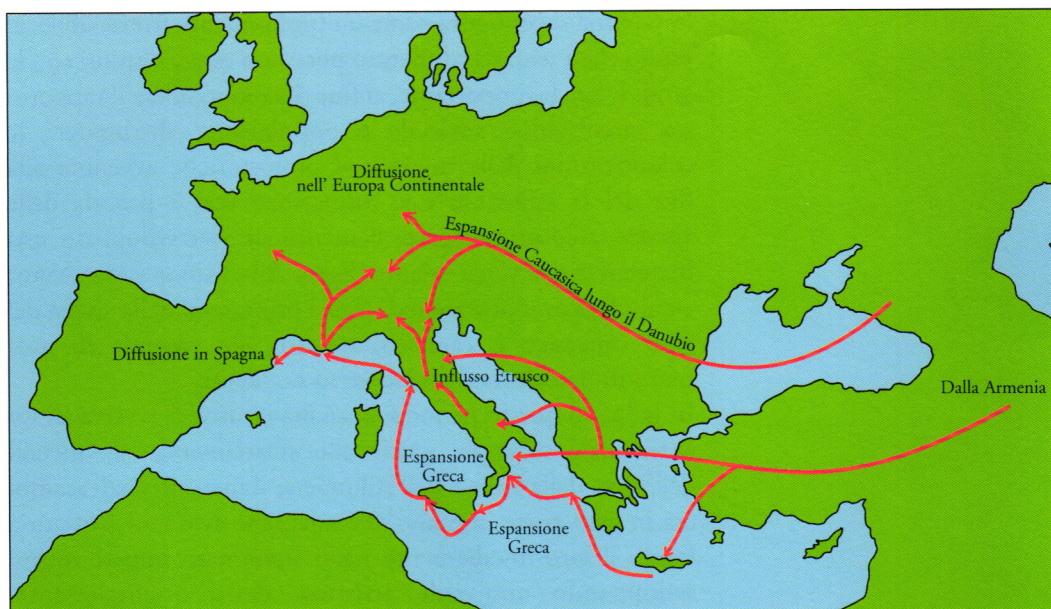 Diffusione
nell' Europa Continentale
Espansione Caucasica lungo il Danubio
Diffusione in Spagna
Influsso Etrusco
Dalla Armenia
Espansione
Greca
Espansione
Greca